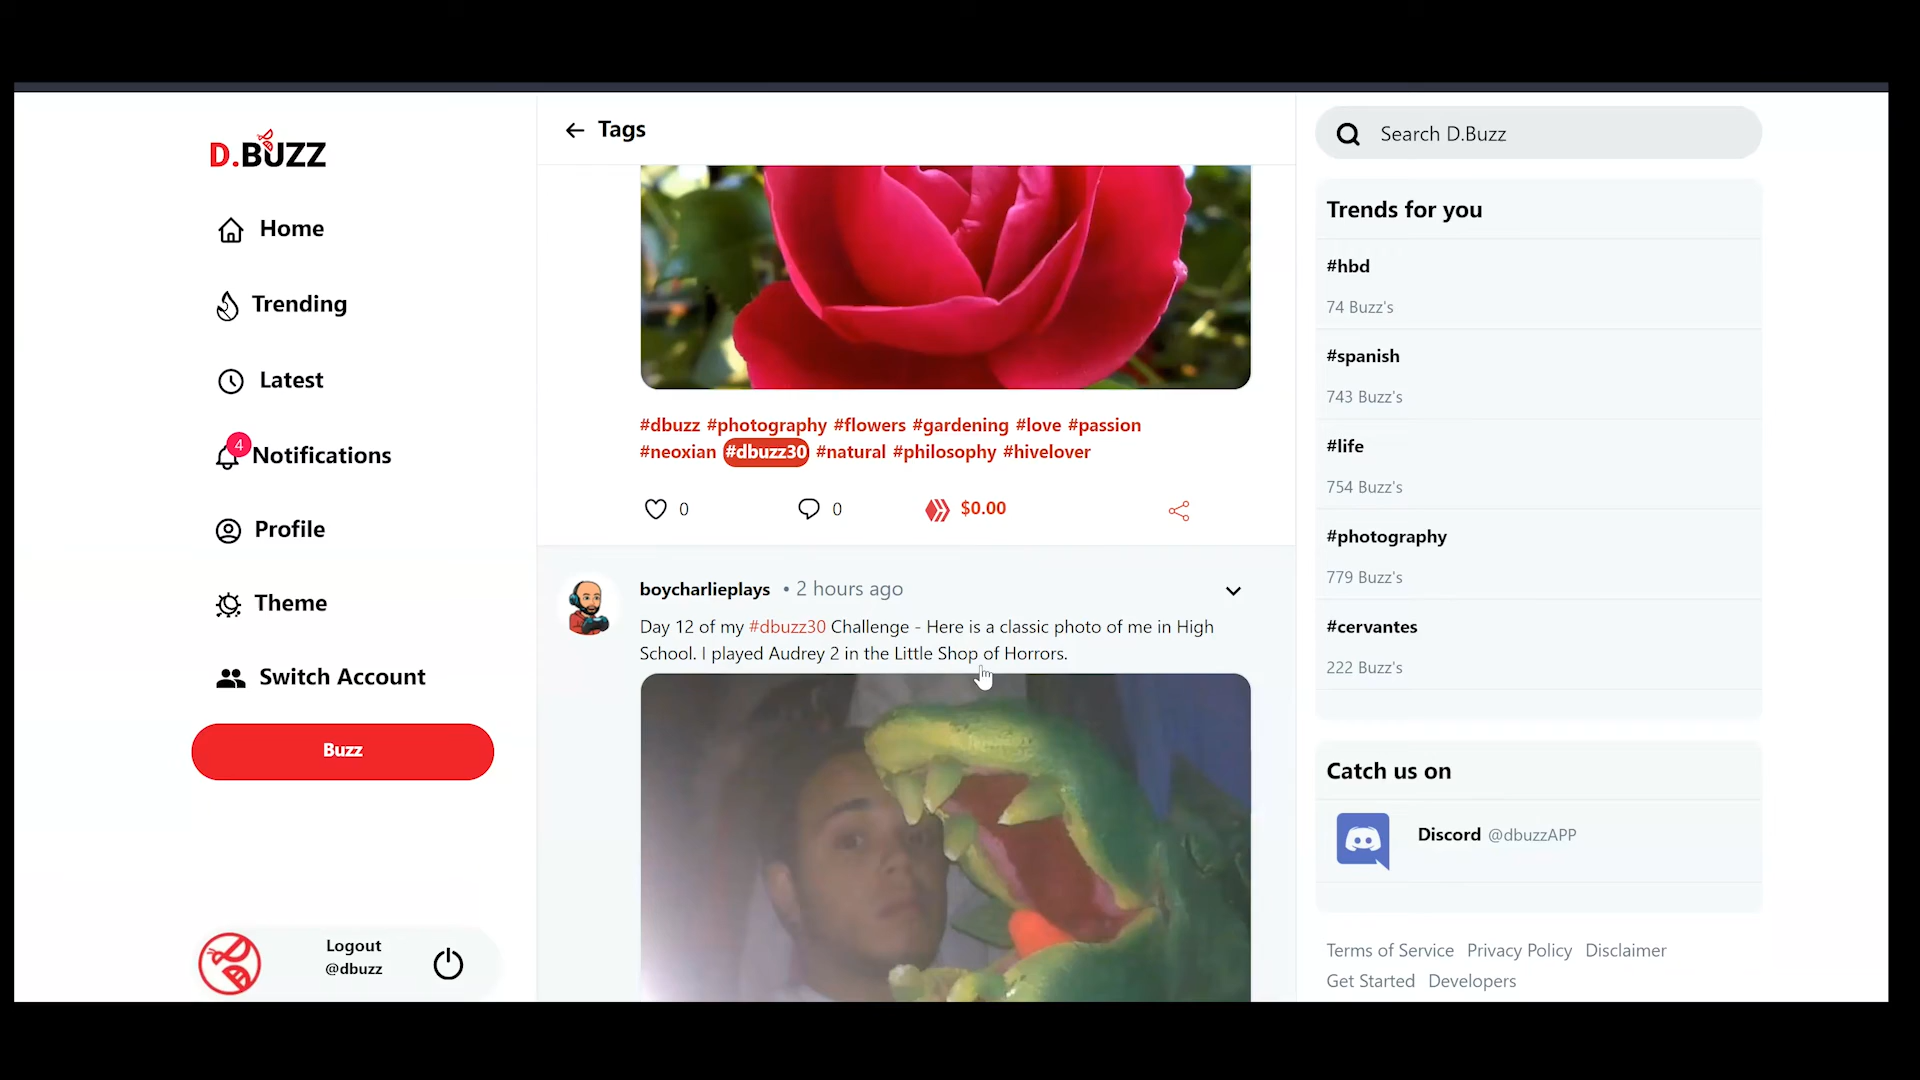 D.BUZZ
Home
Trending
Latest
4
Notifications
Profile
Theme
Switch Account
Buzz
Logout
@dbuzz
Tags
#dbuzz #photography #flowers #gardening #love #passion
#neoxian #dbuzz30 #natural #philosophy #hivelover
0 0 $0.00
boycharlieplays • 2 hours ago
Day 12 of my #dbuzz30 Challenge - Here is a classic photo of me in High
School. I played Audrey 2 in the Little Shop of Horrors.
Search D.Buzz
Trends for you
#hbd
74 Buzz's
#spanish
743 Buzz's
#life
754 Buzz's
#photography
779 Buzz's
#cervantes
222 Buzz's
Catch us on
Discord @dbuzzAPP
Terms of Service Privacy Policy Disclaimer
Get Started Developers